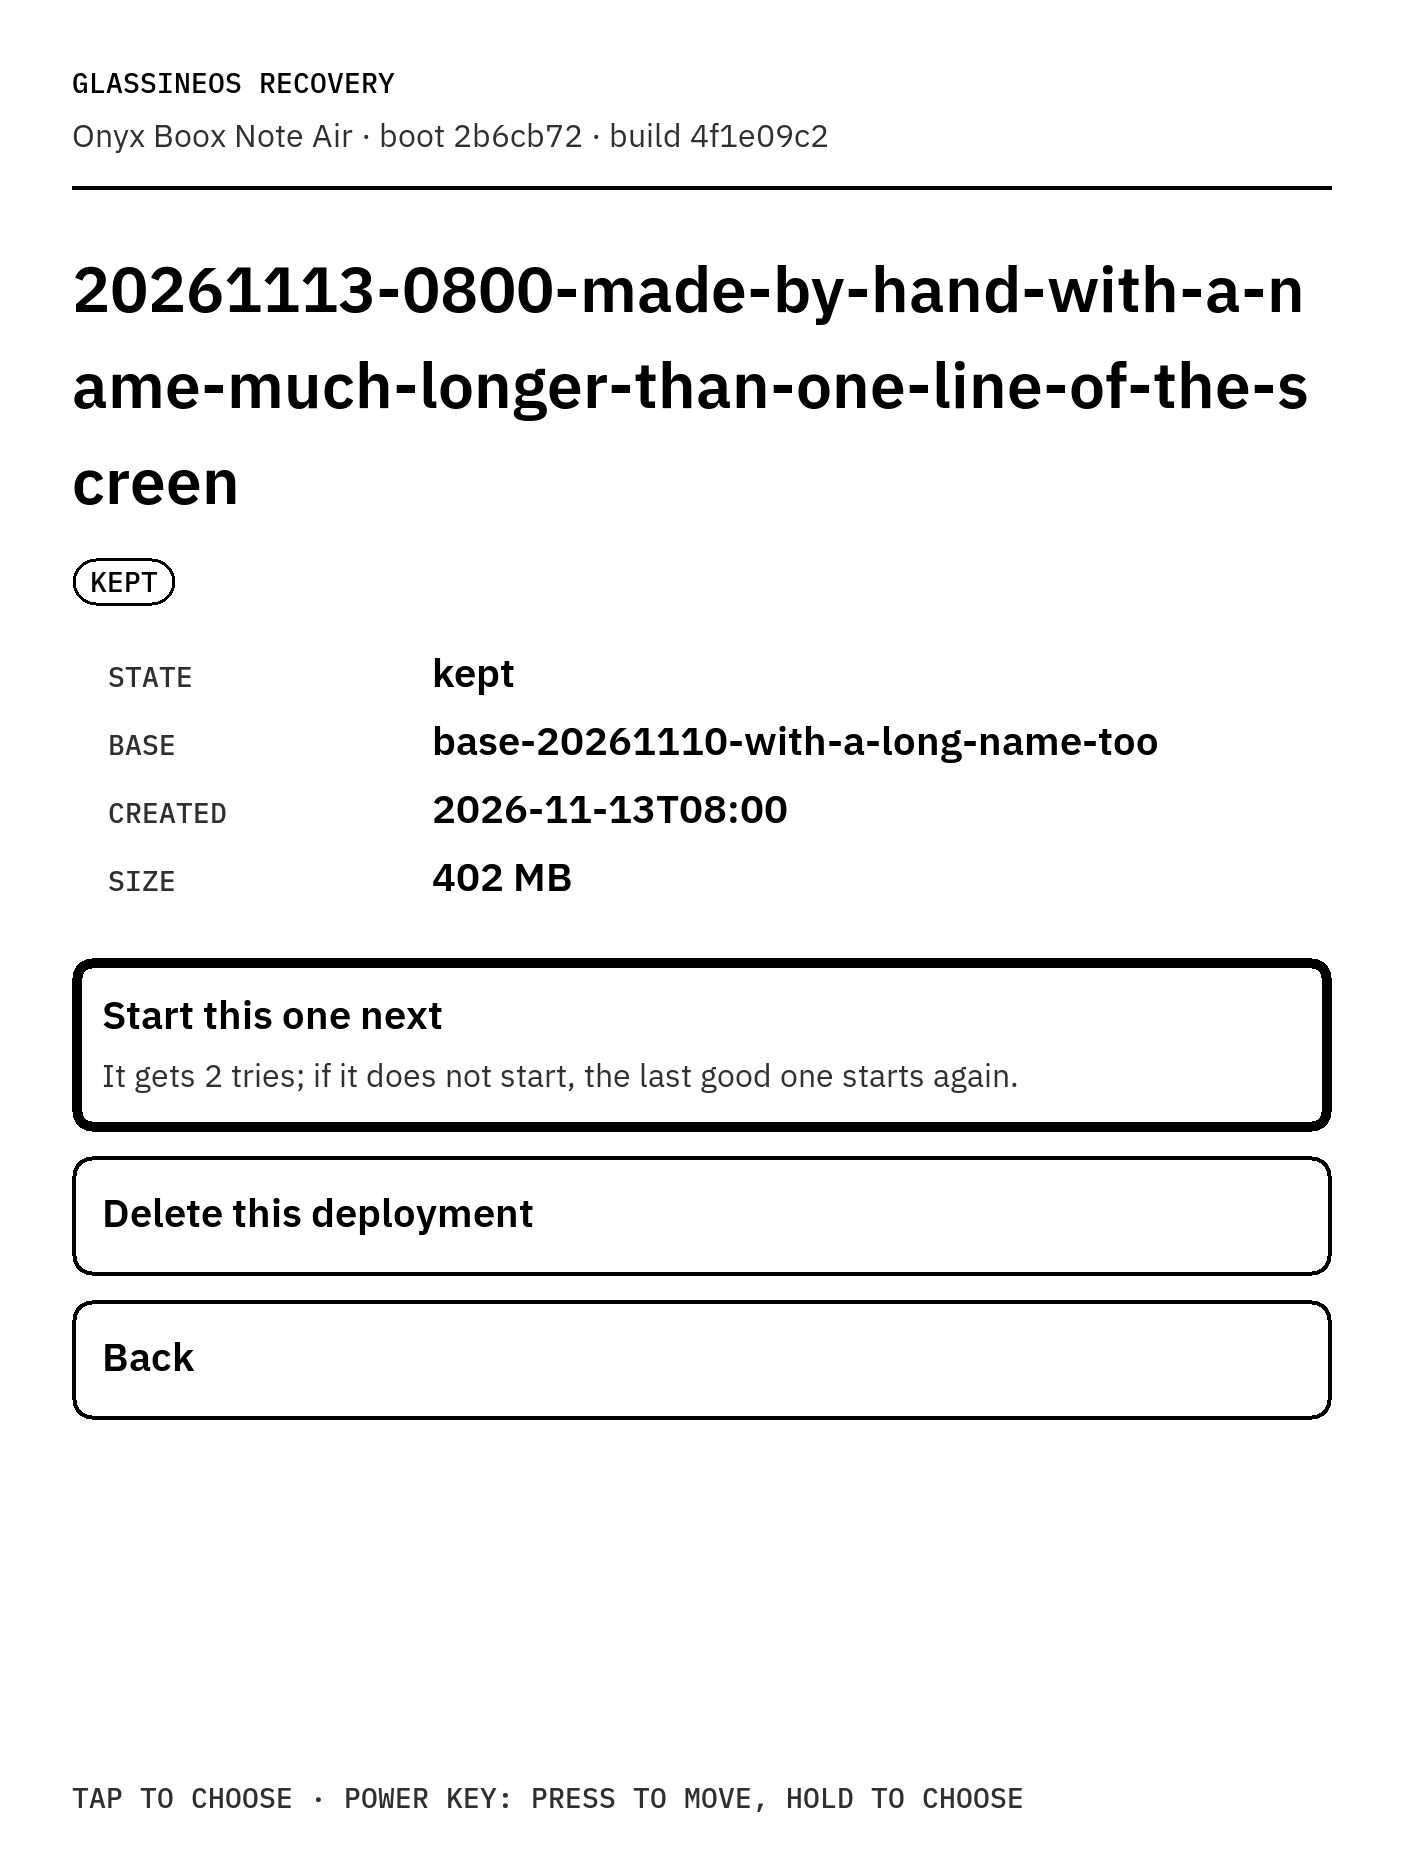 GLASSINEOS RECOVERY
Onyx Boox Note Air · boot 2b6cb72 · build 4f1e09c2
20261113-0800-made-by-hand-with-a-n
ame-much-longer-than-one-line-of-the-s
creen
KEPT
STATE kept
BASE base-20261110-with-a-long-name-too
CREATED 2026-11-13T08:00
SIZE 402 MB
Start this one next
It gets 2 tries; if it does not start, the last good one starts again.
Delete this deployment
Back
TAP TO CHOOSE · POWER KEY: PRESS TO MOVE, HOLD TO CHOOSE